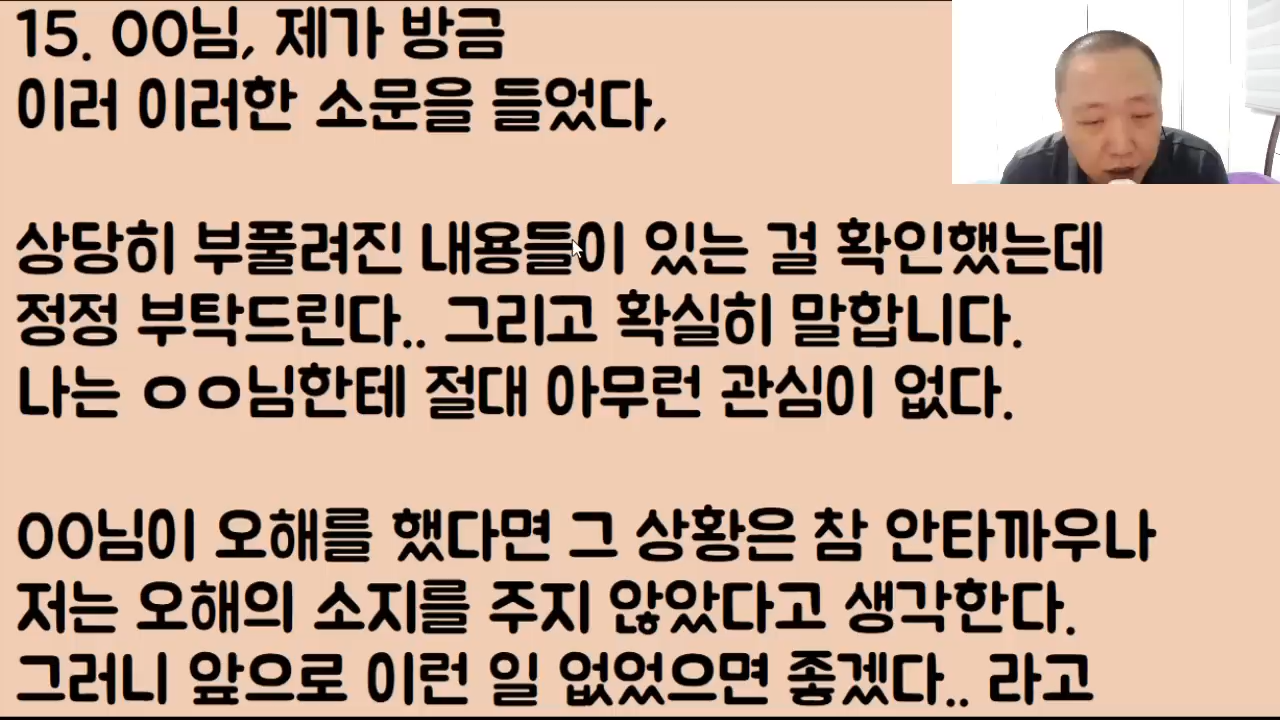 15. OO님, 제가 방금
이러 이러한 소문을 들었다,
상당히 부풀려진 내용들이 있는 걸 확인했는데
정정 부탁드린다.. 그리고 확실히 말합니다.
나는 ㅇㅇ님한테 절대 아무런 관심이 없다.
OO님이 오해를 했다면 그 상황은 참 안타까우나
저는 오해의 소지를 주지 않았다고 생각한다.
그러니 앞으로 이런 일 없었으면 좋겠다.. 라고